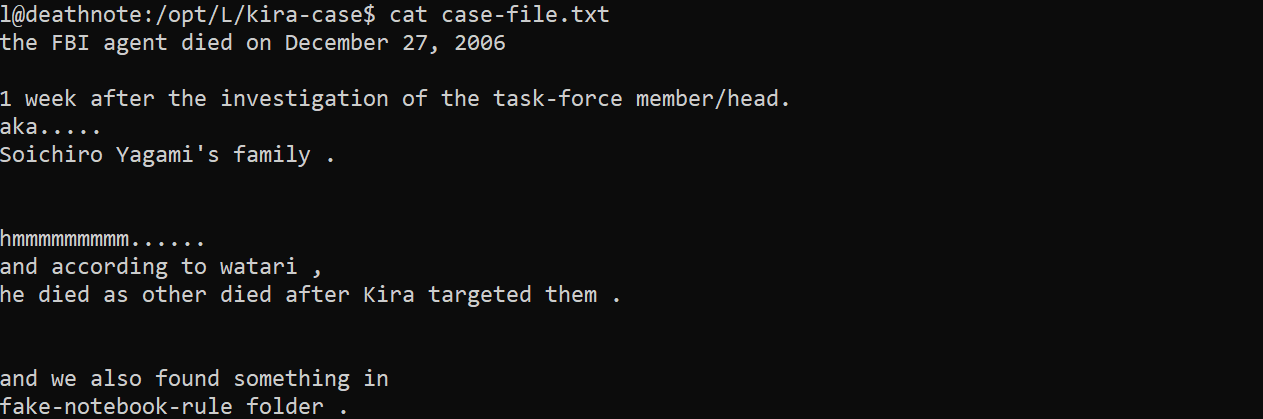 l@deathnote:/opt/L/kira-case$ cat case-file.txt
the FBI agent died on December 27, 2006
1 week after the investigation of the task-force member/head.
aka.....
Soichiro Yagami's family .
hmmmmmmmmm......
and according to watari ,
he died as other died after Kira targeted them .
and we also found something in
fake-notebook-rule folder .